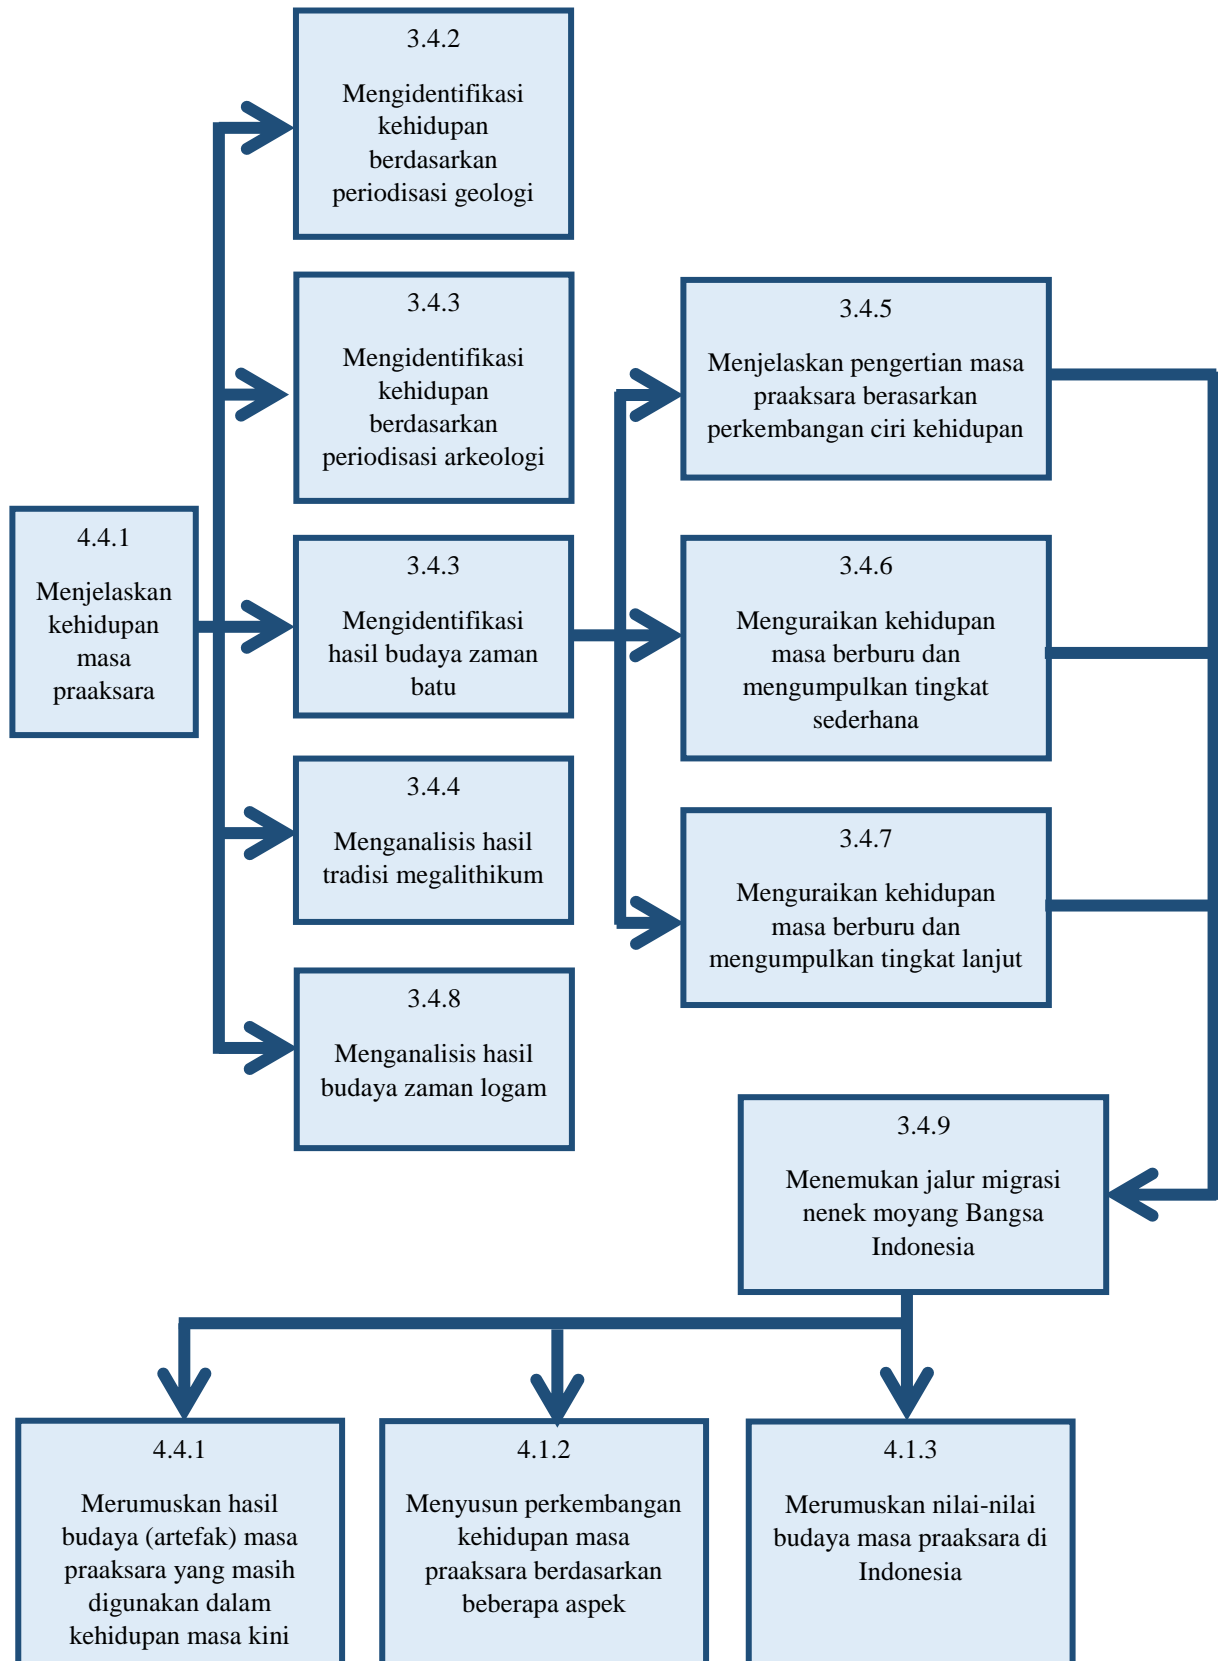 3.4.2
Mengidentifikasi
kehidupan
berdasarkan
periodisasi geologi
3.4.3
Mengidentifikasi
kehidupan
berdasarkan
periodisasi arkeologi
3.4.5
Menjelaskan pengertian masa
praaksara berasarkan
perkembangan ciri kehidupan
4.4.1
Menjelaskan
kehidupan
masa
praaksara
3.4.3
Mengidentifikasi
hasil budaya zaman
batu
3.4.6
Menguraikan kehidupan
masa berburu dan
mengumpulkan tingkat
sederhana
3.4.4
Menganalisis hasil
tradisi megalithikum
3.4.7
Menguraikan kehidupan
masa berburu dan
mengumpulkan tingkat lanjut
3.4.8
Menganalisis hasil
budaya zaman logam
3.4.9
Menemukan jalur migrasi
nenek moyang Bangsa
Indonesia
4.4.1
Merumuskan hasil
budaya (artefak) masa
praaksara yang masih
digunakan dalam
kehidupan masa kini
4.1.2
Menyusun perkembangan
kehidupan masa
praaksara berdasarkan
beberapa aspek
4.1.3
Merumuskan nilai-nilai
budaya masa praaksara di
Indonesia